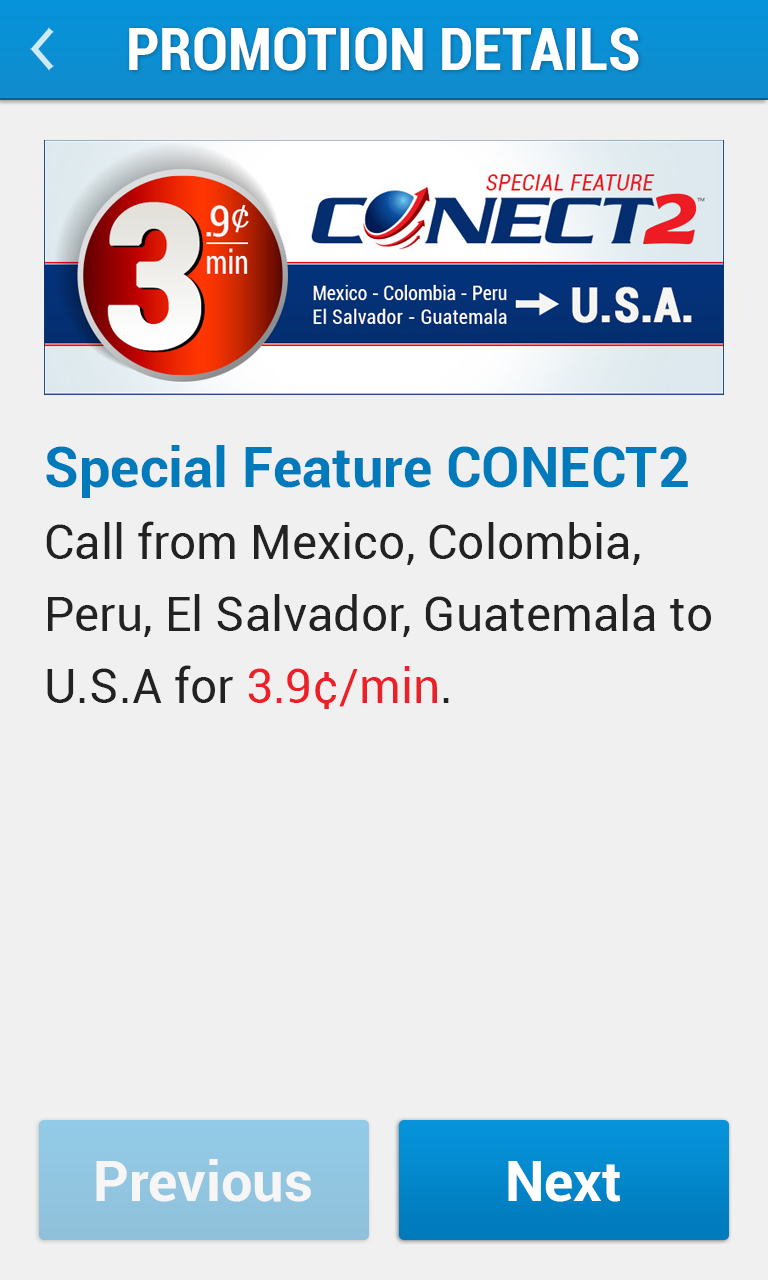 PROMOTION DETAILS
3 .9¢
min
SPECIAL FEATURE
CONECT2™
Mexico - Colombia - Peru
El Salvador - Guatemala
U.S.A.
Special Feature CONECT2
Call from Mexico, Colombia,
Peru, El Salvador, Guatemala to
U.S.A for 3.9¢/min.
Previous
Next